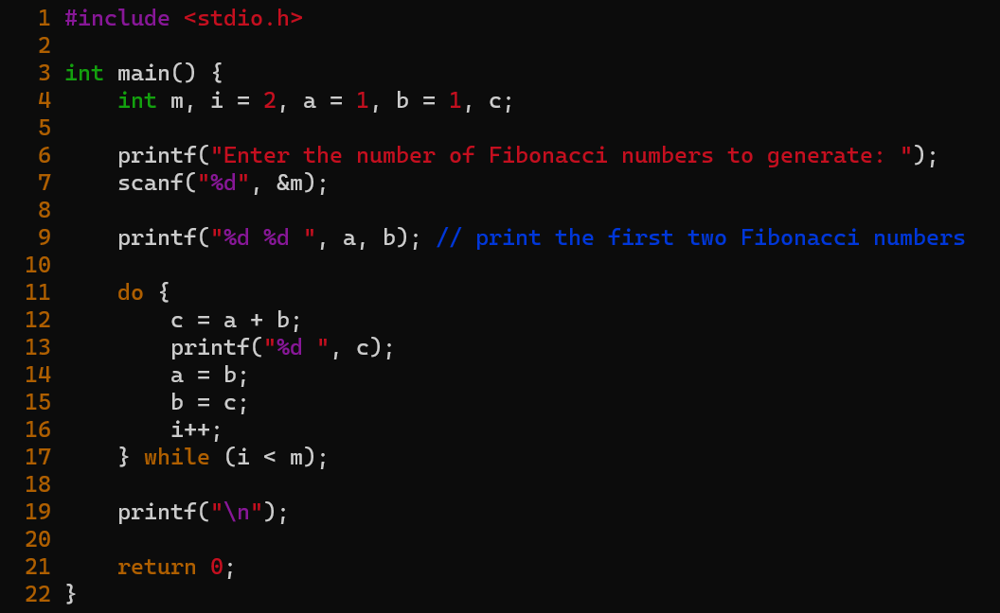 1 #include <stdio.h>
2
3 int main() {
4     int m, i = 2, a = 1, b = 1, c;
5
6     printf("Enter the number of Fibonacci numbers to generate: ");
7     scanf("%d", &m);
8
9     printf("%d %d ", a, b); // print the first two Fibonacci numbers
10
11     do {
12         c = a + b;
13         printf("%d ", c);
14         a = b;
15         b = c;
16         i++;
17     } while (i < m);
18
19     printf("\n");
20
21     return 0;
22 }